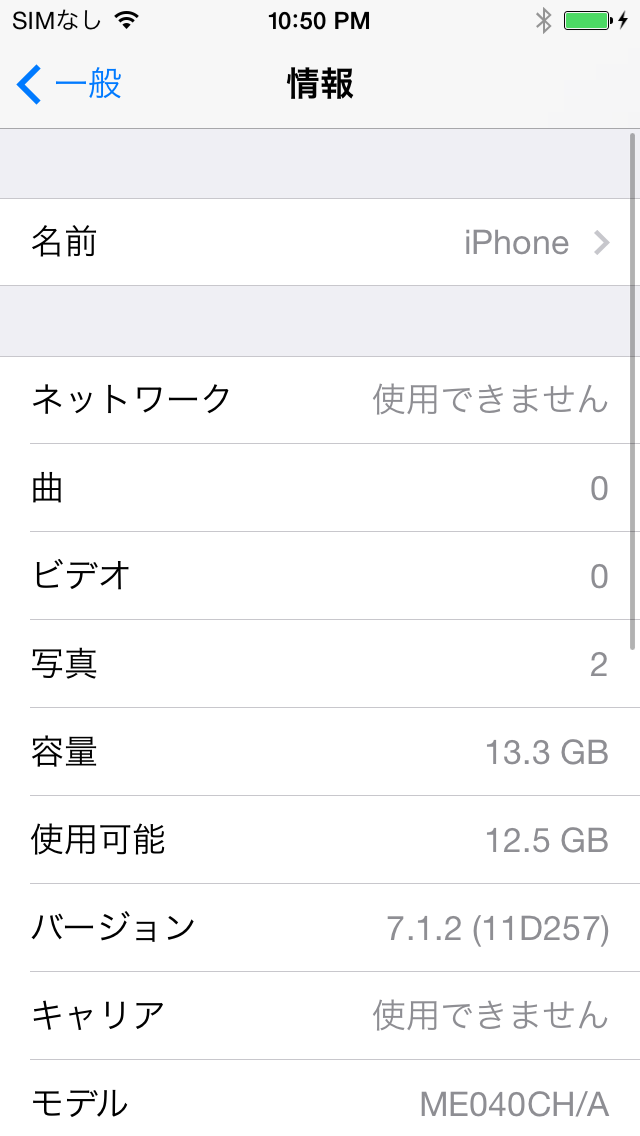 SIMなし 10:50 PM
一般 情報
名前 iPhone
ネットワーク 使用できません
曲 0
ビデオ 0
写真 2
容量 13.3 GB
使用可能 12.5 GB
バージョン 7.1.2 (11D257)
キャリア 使用できません
モデル ME040CH/A